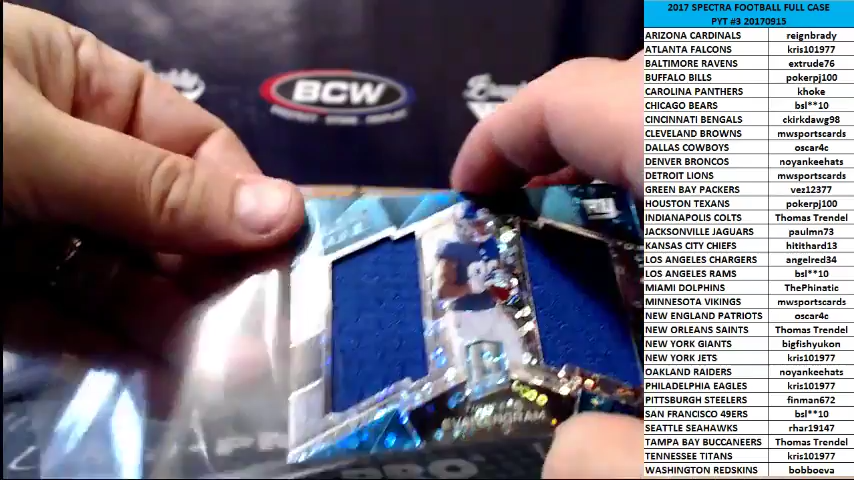 2017 SPECTRA FOOTBALL FULL CASE
PYT #3 20170915
ARIZONA CARDINALS reignbrady
ATLANTA FALCONS kris101977
BALTIMORE RAVENS extrude76
BUFFALO BILLS pokerpj100
CAROLINA PANTHERS khoke
CHICAGO BEARS bsl**10
CINCINNATI BENGALS ckirkdawg98
CLEVELAND BROWNS mwsportscards
DALLAS COWBOYS oscar4c
DENVER BRONCOS noyankeehats
DETROIT LIONS mwsportscards
GREEN BAY PACKERS vez12377
HOUSTON TEXANS pokerpj100
INDIANAPOLIS COLTS Thomas Trendel
JACKSONVILLE JAGUARS paulmn73
KANSAS CITY CHIEFS hitithard13
LOS ANGELES CHARGERS angelred34
LOS ANGELES RAMS bsl**10
MIAMI DOLPHINS ThePhinatic
MINNESOTA VIKINGS mwsportscards
NEW ENGLAND PATRIOTS oscar4c
NEW ORLEANS SAINTS Thomas Trendel
NEW YORK GIANTS bigfishyukon
NEW YORK JETS kris101977
OAKLAND RAIDERS noyankeehats
PHILADELPHIA EAGLES kris101977
PITTSBURGH STEELERS finman672
SAN FRANCISCO 49ERS bsl**10
SEATTLE SEAHAWKS rhar19147
TAMPA BAY BUCCANEERS Thomas Trendel
TENNESSEE TITANS kris101977
WASHINGTON REDSKINS bobboeva
BCW
EVAN ENGRAM